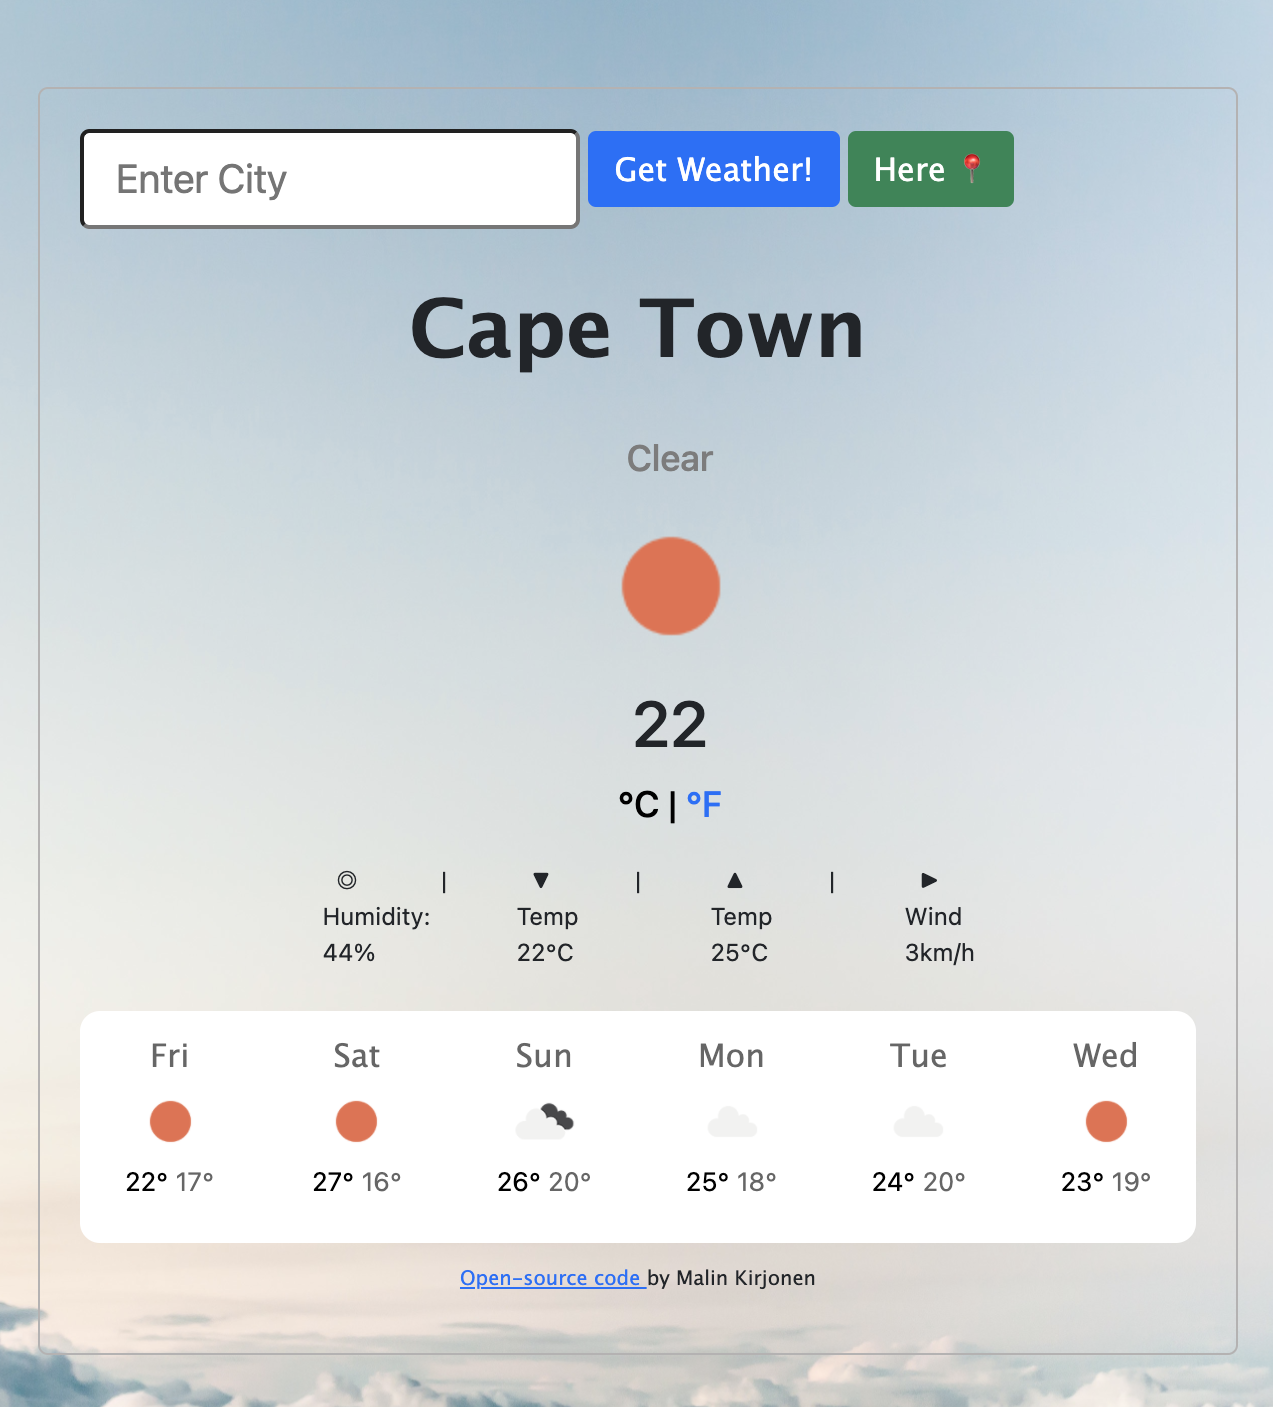 Enter City
Get Weather!
Here 📍
Cape Town
Clear
22
°C | °F
◎ | ▼ | ▲ | ▶
Humidity: Temp Temp Wind
44% 22°C 25°C 3km/h
Fri Sat Sun Mon Tue Wed
22° 17° 27° 16° 26° 20° 25° 18° 24° 20° 23° 19°
Open-source code by Malin Kirjonen